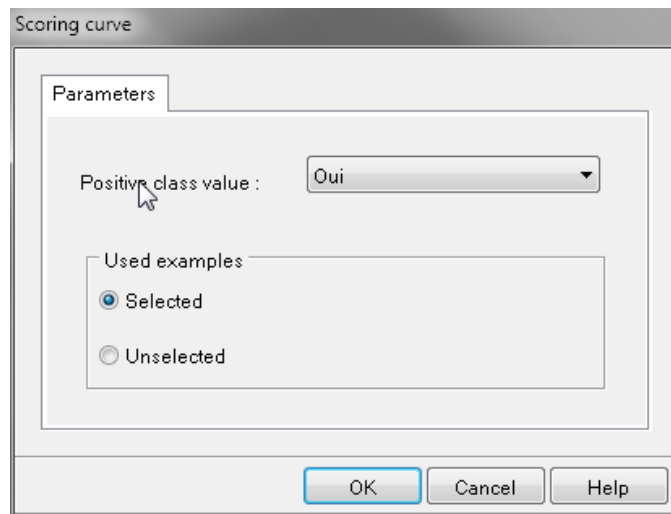 Scoring curve
Parameters
Positive class value :
Oui
Used examples
Selected
Unselected
OK
Cancel
Help